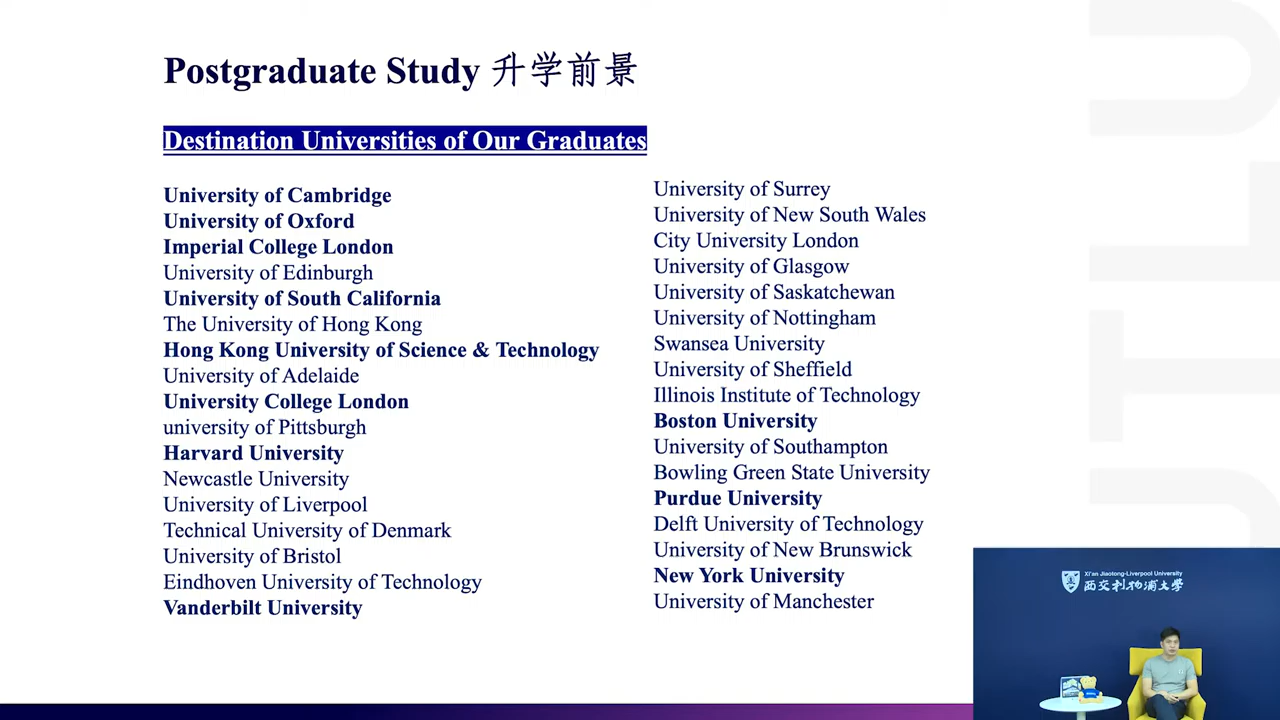 Postgraduate Study 升学前景
Destination Universities of Our Graduates
University of Cambridge
University of Oxford
Imperial College London
University of Edinburgh
University of South California
The University of Hong Kong
Hong Kong University of Science & Technology
University of Adelaide
University College London
university of Pittsburgh
Harvard University
Newcastle University
University of Liverpool
Technical University of Denmark
University of Bristol
Eindhoven University of Technology
Vanderbilt University
University of Surrey
University of New South Wales
City University London
University of Glasgow
University of Saskatchewan
University of Nottingham
Swansea University
University of Sheffield
Illinois Institute of Technology
Boston University
University of Southampton
Bowling Green State University
Purdue University
Delft University of Technology
University of New Brunswick
New York University
University of Manchester
Xi'an Jiaotong-Liverpool University
西交利物浦大學